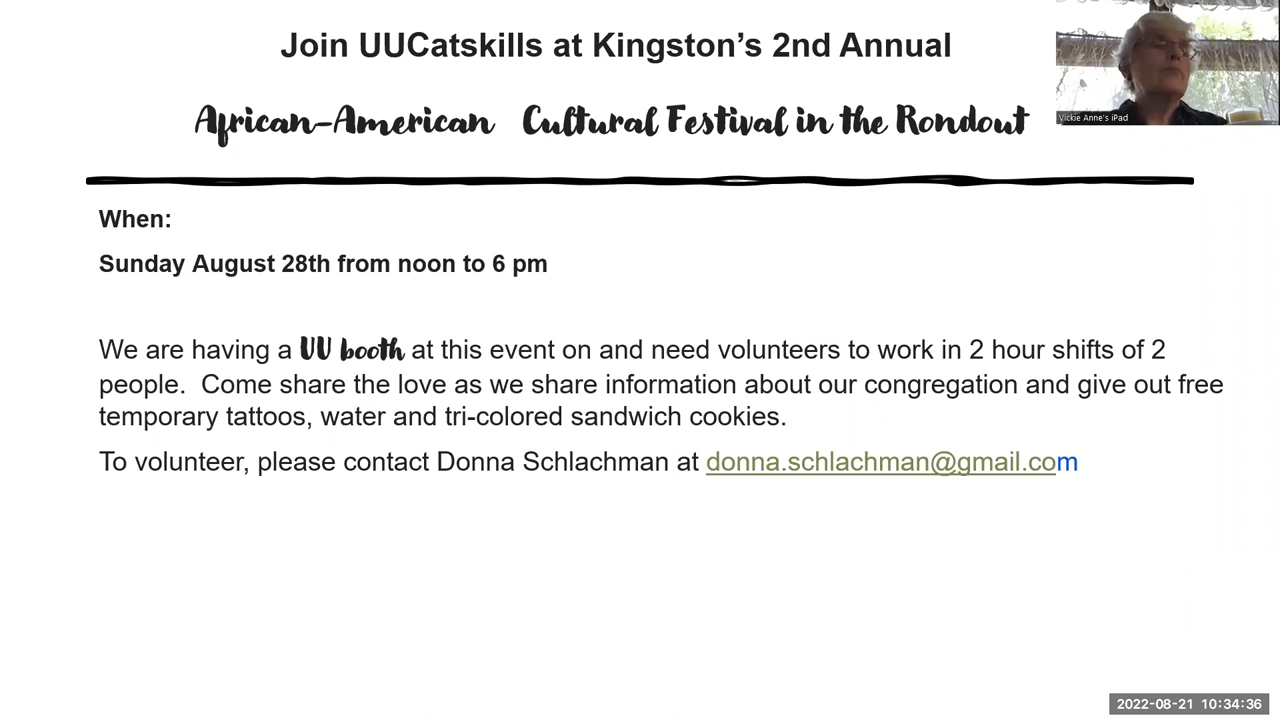 Join UUCatskills at Kingston’s 2nd Annual
African-American Cultural Festival in the Rondout
Vickie Anne's iPad
When:
Sunday August 28th from noon to 6 pm
We are having a UU booth at this event on and need volunteers to work in 2 hour shifts of 2
people.  Come share the love as we share information about our congregation and give out free
temporary tattoos, water and tri-colored sandwich cookies.
To volunteer, please contact Donna Schlachman at donna.schlachman@gmail.com
2022-08-21 10:34:36